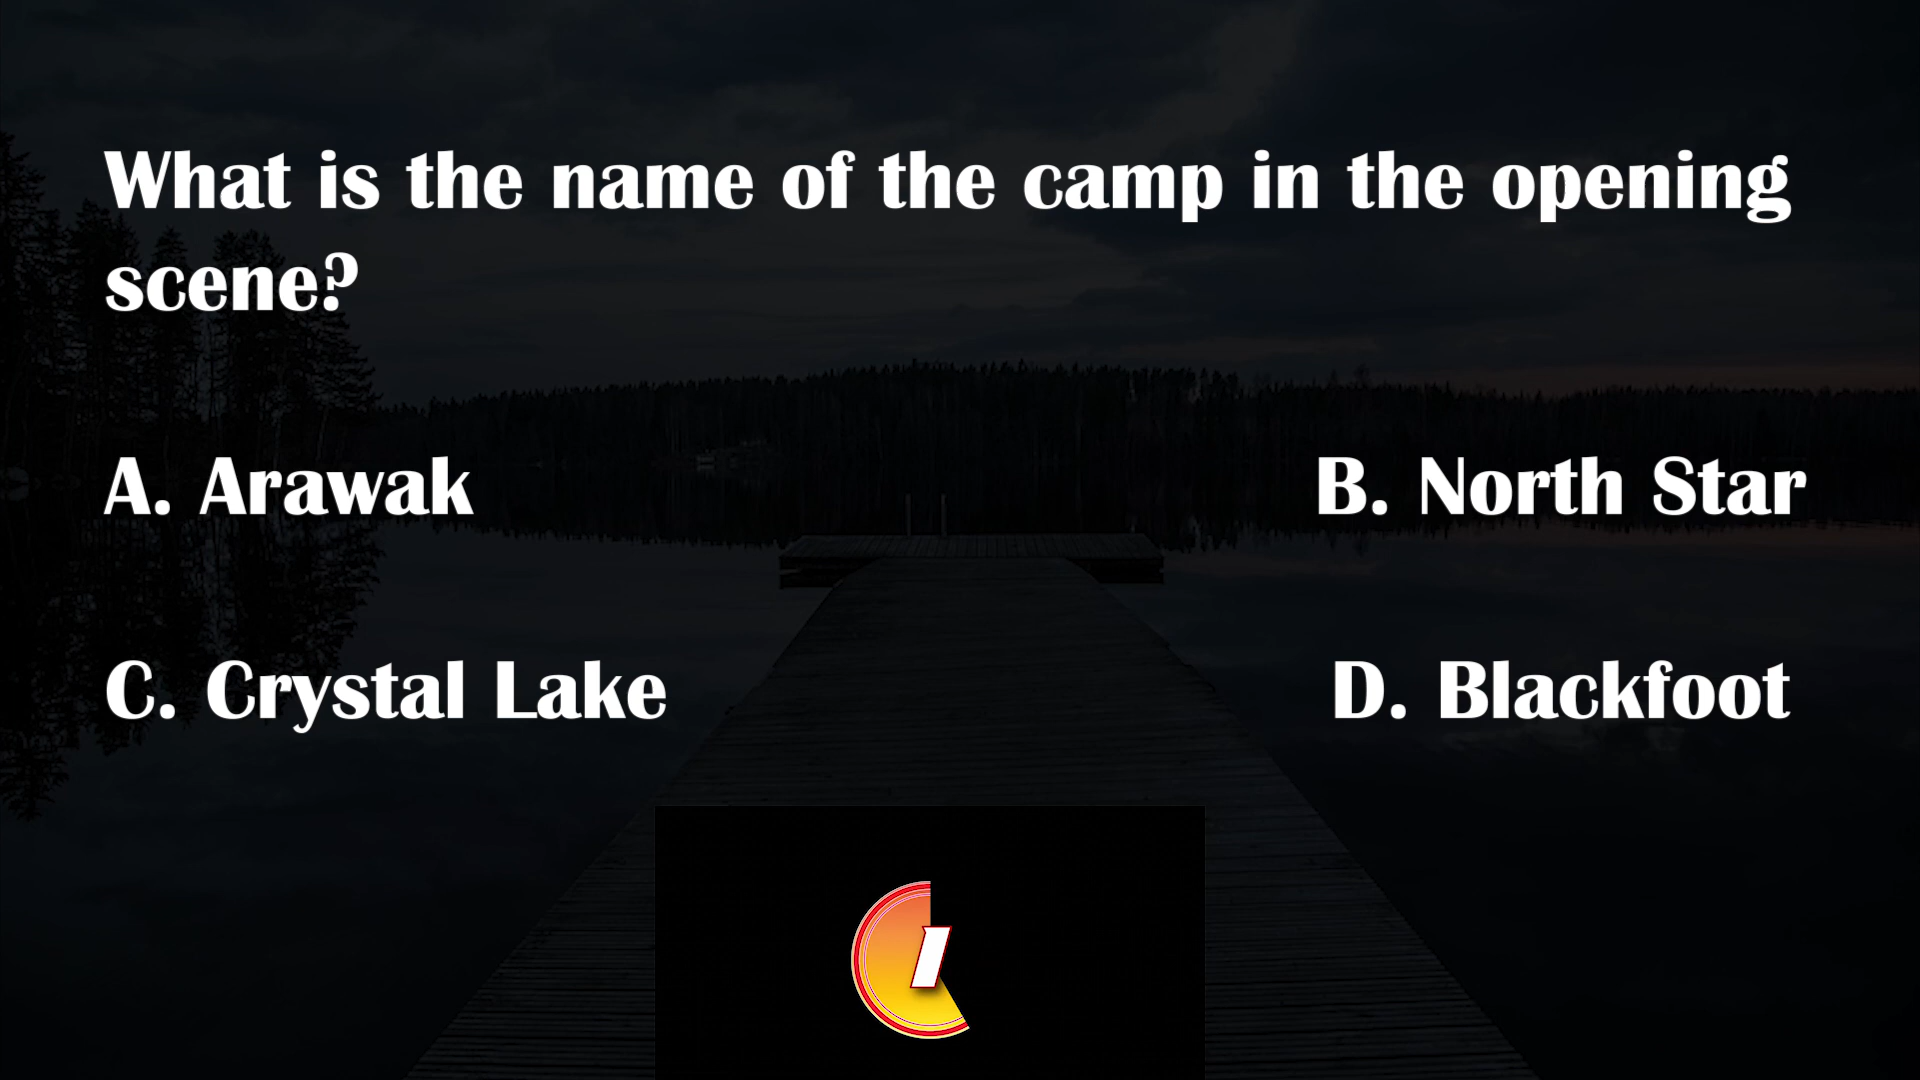 What is the name of the camp in the opening
scene?
A. Arawak
B. North Star
C. Crystal Lake
D. Blackfoot
1